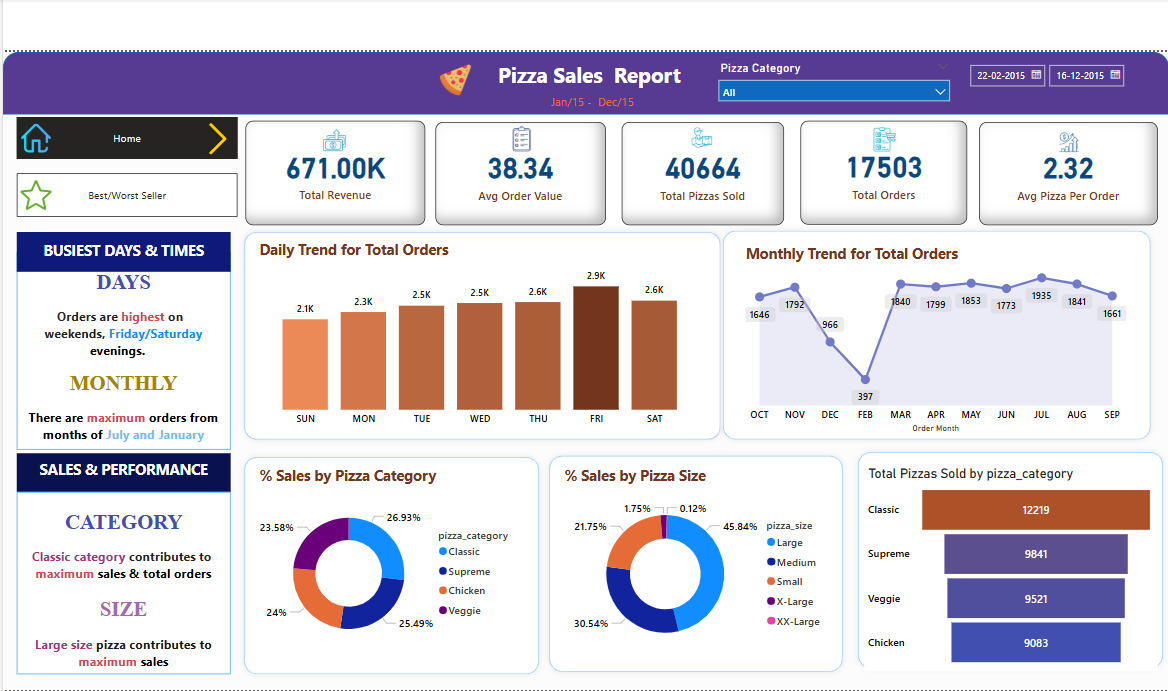 Pizza Sales Report
Jan/15 - Dec/15
Pizza Category
All
22-02-2015
16-12-2015
Home
Best/Worst Seller
671.00K
Total Revenue
38.34
Avg Order Value
40664
Total Pizzas Sold
17503
Total Orders
2.32
Avg Pizza Per Order
BUSIEST DAYS & TIMES
DAYS
Orders are highest on
weekends, Friday/Saturday
evenings.
MONTHLY
There are maximum orders from
months of July and January
SALES & PERFORMANCE
CATEGORY
Classic category contributes to
maximum sales & total orders
SIZE
Large size pizza contributes to
maximum sales
Daily Trend for Total Orders
2.1K
2.3K
2.5K
2.5K
2.6K
2.9K
2.6K
SUN MON TUE WED THU FRI SAT
Monthly Trend for Total Orders
1646
1792
966
397
1840
1799
1853
1773
1935
1841
1661
OCT NOV DEC FEB MAR APR MAY JUN JUL AUG SEP
Order Month
% Sales by Pizza Category
26.93%
25.49%
24%
23.58%
pizza_category
Classic
Supreme
Chicken
Veggie
% Sales by Pizza Size
45.84%
30.54%
21.75%
1.75%
0.12%
pizza_size
Large
Medium
Small
X-Large
XX-Large
Total Pizzas Sold by pizza_category
Classic 12219
Supreme 9841
Veggie 9521
Chicken 9083